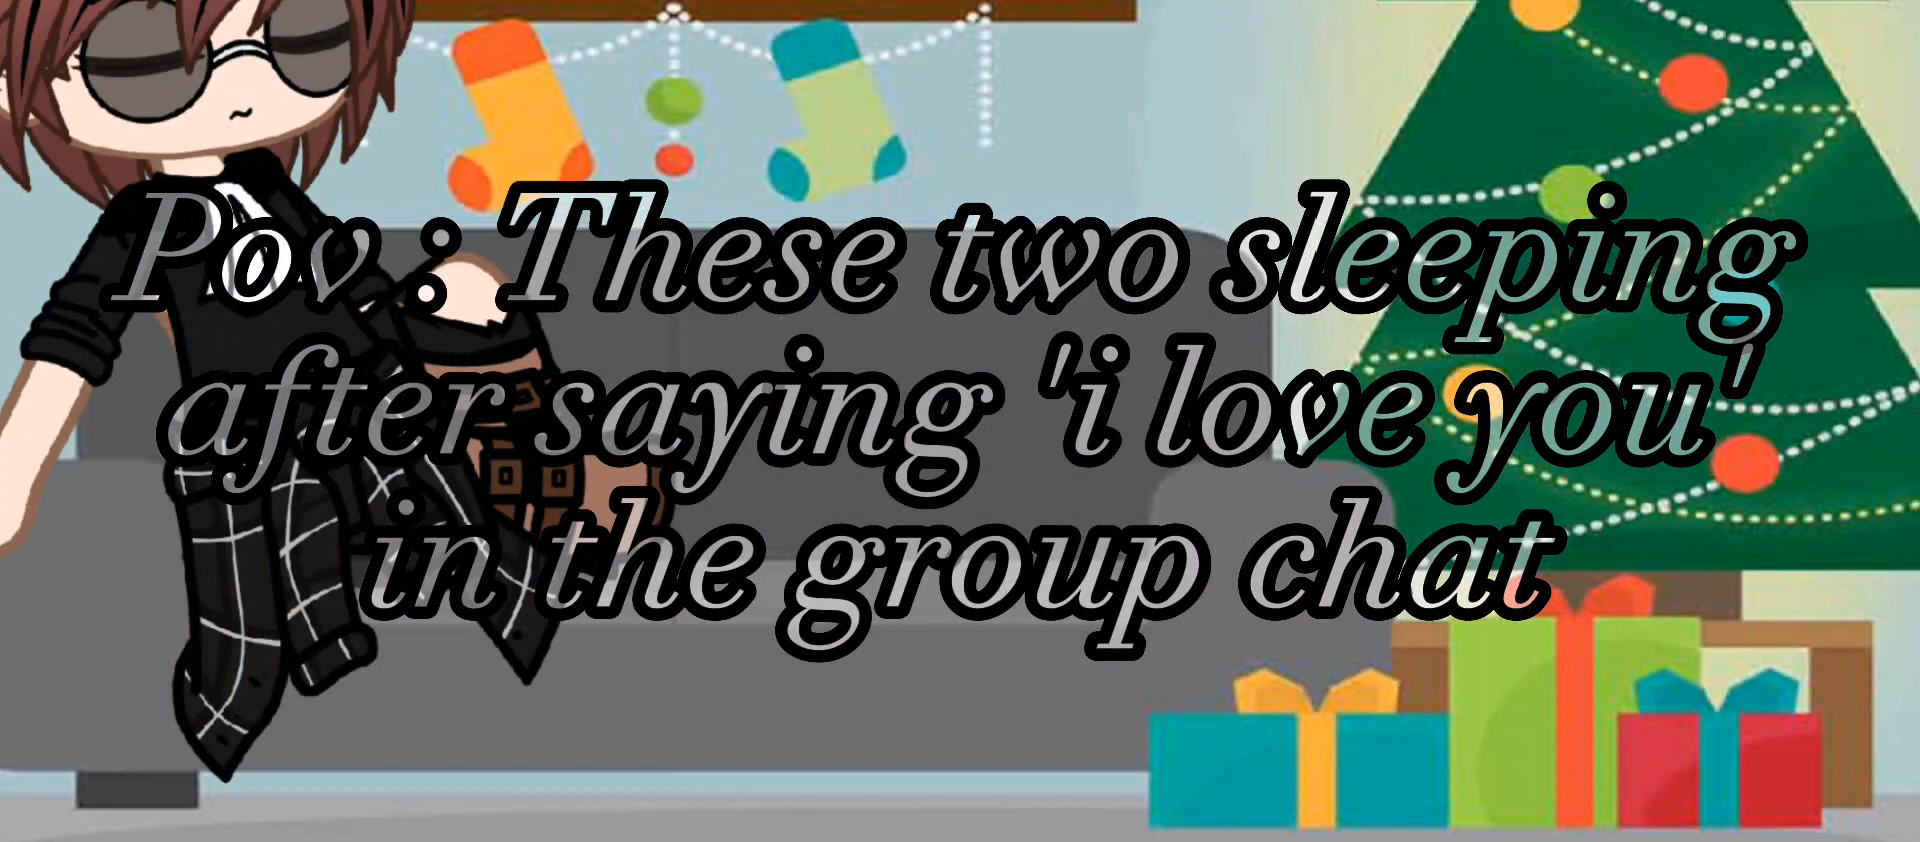 Pov : These two sleeping
after saying 'i love you'
in the group chat